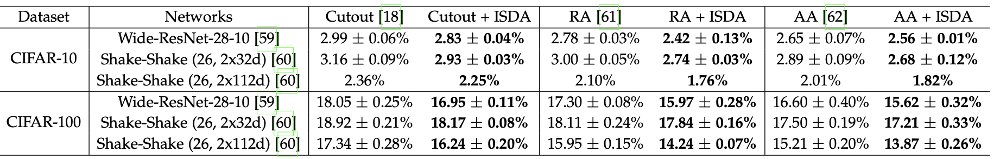 Dataset Networks Cutout [18] Cutout + ISDA RA [61] RA + ISDA AA [62] AA + ISDA
Wide-ResNet-28-10 [59] 2.99 ± 0.06% 2.83 ± 0.04% 2.78 ± 0.03% 2.42 ± 0.13% 2.65 ± 0.07% 2.56 ± 0.01%
CIFAR-10 Shake-Shake (26, 2x32d) [60] 3.16 ± 0.09% 2.93 ± 0.03% 3.00 ± 0.05% 2.74 ± 0.03% 2.89 ± 0.09% 2.68 ± 0.12%
Shake-Shake (26, 2x112d) [60] 2.36% 2.25% 2.10% 1.76% 2.01% 1.82%
Wide-ResNet-28-10 [59] 18.05 ± 0.25% 16.95 ± 0.11% 17.30 ± 0.08% 15.97 ± 0.28% 16.60 ± 0.40% 15.62 ± 0.32%
CIFAR-100 Shake-Shake (26, 2x32d) [60] 18.92 ± 0.21% 18.17 ± 0.08% 18.11 ± 0.24% 17.84 ± 0.16% 17.50 ± 0.19% 17.21 ± 0.33%
Shake-Shake (26, 2x112d) [60] 17.34 ± 0.28% 16.24 ± 0.20% 15.95 ± 0.15% 14.24 ± 0.07% 15.21 ± 0.20% 13.87 ± 0.26%